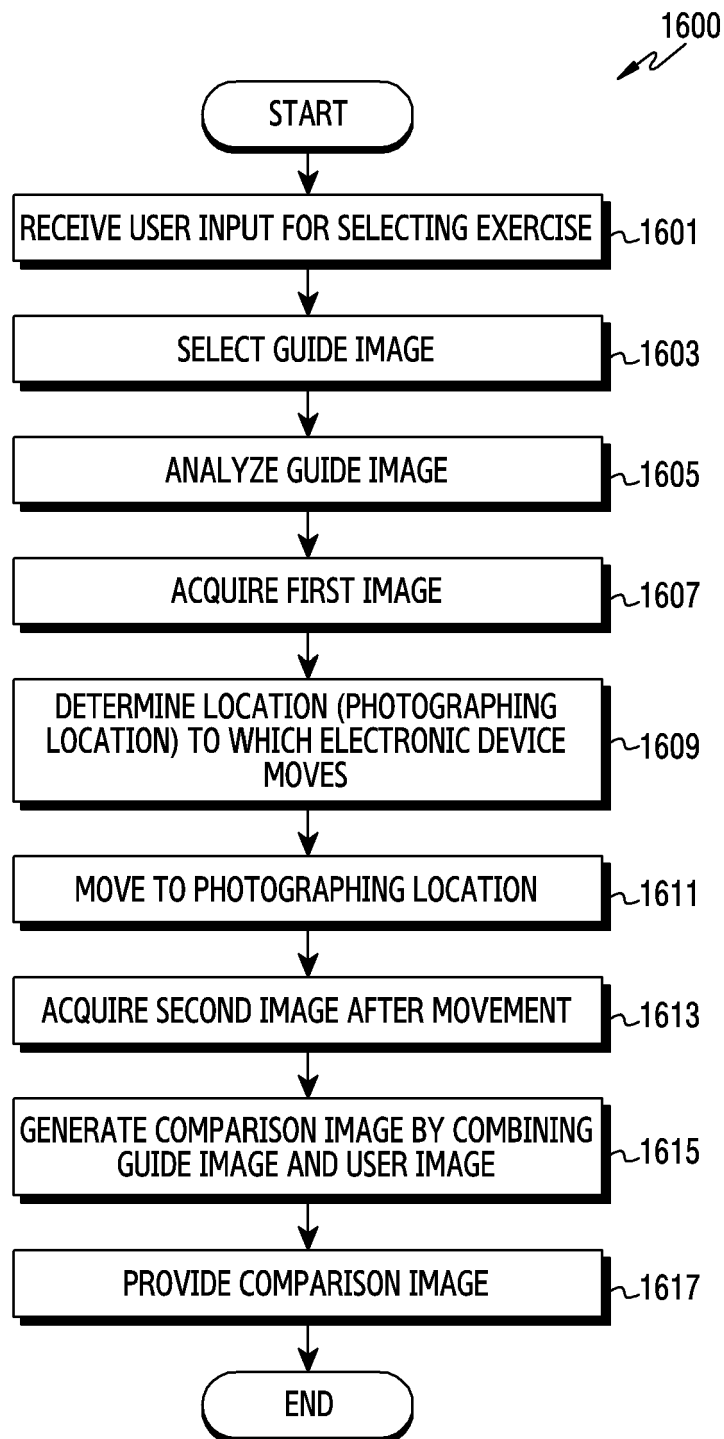 1600
START
RECEIVE USER INPUT FOR SELECTING EXERCISE
1601
SELECT GUIDE IMAGE
1603
ANALYZE GUIDE IMAGE
1605
ACQUIRE FIRST IMAGE
1607
DETERMINE LOCATION (PHOTOGRAPHING
LOCATION) TO WHICH ELECTRONIC DEVICE
MOVES
1609
MOVE TO PHOTOGRAPHING LOCATION
1611
ACQUIRE SECOND IMAGE AFTER MOVEMENT
1613
GENERATE COMPARISON IMAGE BY COMBINING
GUIDE IMAGE AND USER IMAGE
1615
PROVIDE COMPARISON IMAGE
1617
END